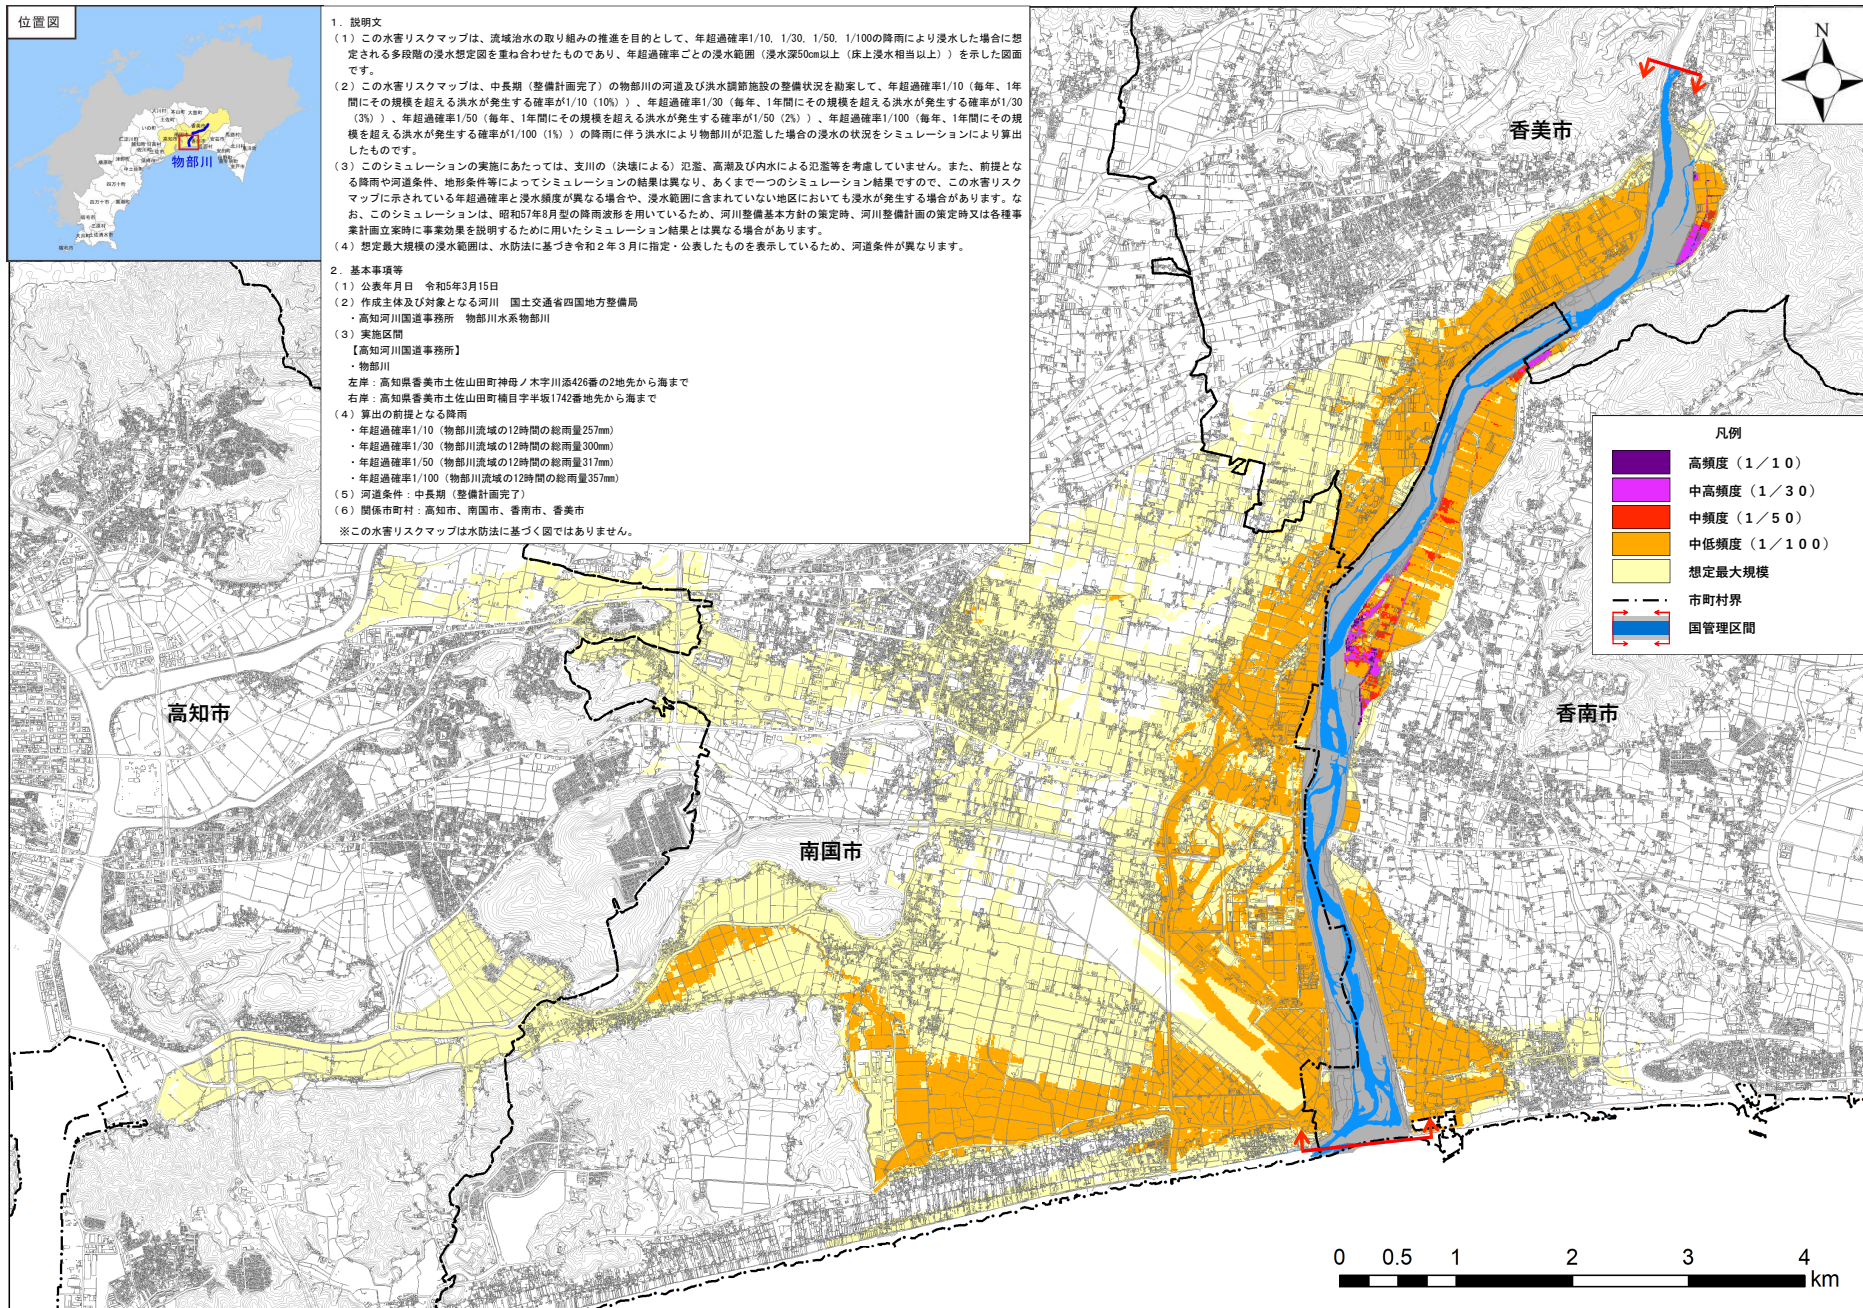 位置図
物部川
1．説明文
（1）この水害リスクマップは、流域治水の取り組みの推進を目的として、年超過確率1/10, 1/30, 1/50, 1/100の降雨により浸水した場合に想
定される多段階の浸水想定図を重ね合わせたものであり、年超過確率ごとの浸水範囲（浸水深50cm以上（床上浸水相当以上））を示した図面
です。
（2）この水害リスクマップは、中長期（整備計画完了）の物部川の河道及び洪水調節施設の整備状況を勘案して、年超過確率1/10（毎年、1年
間にその規模を超える洪水が発生する確率が1/10（10%））、年超過確率1/30（毎年、1年間にその規模を超える洪水が発生する確率が1/30
（3%））、年超過確率1/50（毎年、1年間にその規模を超える洪水が発生する確率が1/50（2%））、年超過確率1/100（毎年、1年間にその規
模を超える洪水が発生する確率が1/100（1%））の降雨に伴う洪水により物部川が氾濫した場合の浸水の状況をシミュレーションにより算出
したものです。
（3）このシミュレーションの実施にあたっては、支川の（決壊による）氾濫、高潮及び内水による氾濫等を考慮していません。また、前提とな
る降雨や河道条件、地形条件等によってシミュレーションの結果は異なり、あくまで一つのシミュレーション結果ですので、この水害リスク
マップに示されている年超過確率と浸水頻度が異なる場合や、浸水範囲に含まれていない地区においても浸水が発生する場合があります。な
お、このシミュレーションは、昭和57年8月型の降雨波形を用いているため、河川整備基本方針の策定時、河川整備計画の策定時又は各種事
業計画立案時に事業効果を説明するために用いたシミュレーション結果とは異なる場合があります。
（4）想定最大規模の浸水範囲は、水防法に基づき令和２年３月に指定・公表したものを表示しているため、河道条件が異なります。
2．基本事項等
（1）公表年月日　令和5年3月15日
（2）作成主体及び対象となる河川　国土交通省四国地方整備局
・高知河川国道事務所　物部川水系物部川
（3）実施区間
【高知河川国道事務所】
・物部川
左岸：高知県香美市土佐山田町神母ノ木字川添426番の2地先から海まで
右岸：高知県香美市土佐山田町楠目字半坂1742番地先から海まで
（4）算出の前提となる降雨
・年超過確率1/10（物部川流域の12時間の総雨量257mm）
・年超過確率1/30（物部川流域の12時間の総雨量300mm）
・年超過確率1/50（物部川流域の12時間の総雨量317mm）
・年超過確率1/100（物部川流域の12時間の総雨量357mm）
（5）河道条件：中長期（整備計画完了）
（6）関係市町村：高知市、南国市、香南市、香美市
※この水害リスクマップは水防法に基づく図ではありません。
N
香美市
高知市
南国市
香南市
凡例
高頻度（１／１０）
中高頻度（１／３０）
中頻度（１／５０）
中低頻度（１／１００）
想定最大規模
市町村界
国管理区間
0 0.5 1 2 3 4
km